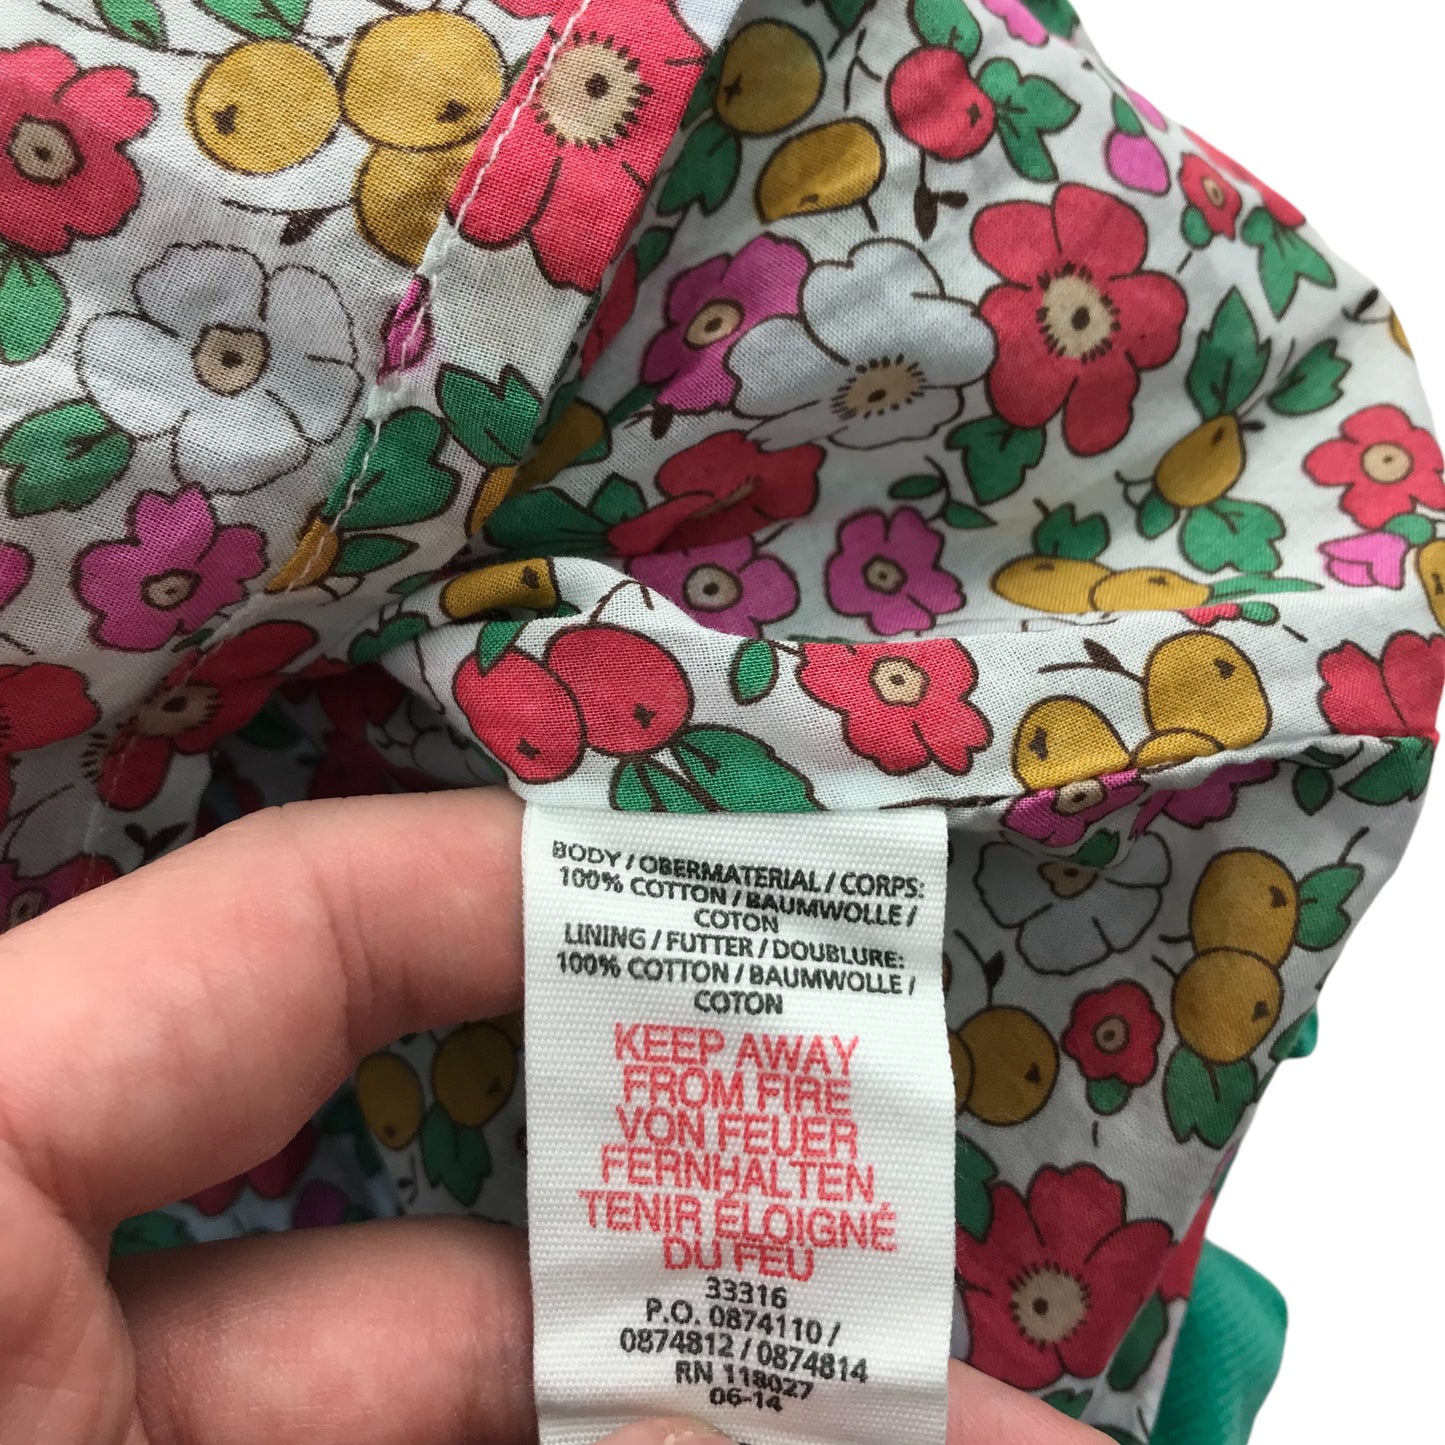 BODY / OBERMATERIAL / CORPS:
100% COTTON / BAUMWOLLE /
COTON
LINING / FUTTER / DOUBLURE:
100% COTTON / BAUMWOLLE /
COTON
KEEP AWAY
FROM FIRE
VON FEUER
FERNHALTEN
TENIR ÉLOIGNÉ
DU FEU
33316
P.O. 0874110 /
0874812 / 0874814
RN 118027
06-14